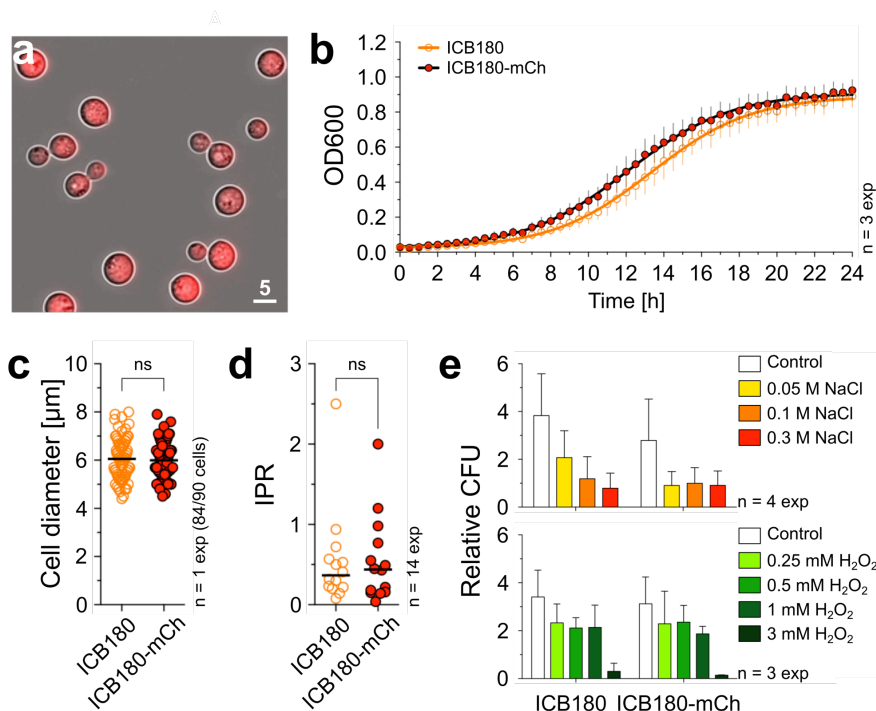 A
a
5
b
ICB180
ICB180-mCh
1.2
1.0
0.8
0.6
0.4
0.2
0.0
OD600
0 2 4 6 8 10 12 14 16 18 20 22 24
Time [h]
n = 3 exp
c
10
8
6
4
2
0
Cell diameter [µm]
ns
ICB180
ICB180-mCh
n = 1 exp (84/90 cells)
d
3
2
1
0
IPR
ns
ICB180
ICB180-mCh
n = 14 exp
e
Relative CFU
6
4
2
0
Control
0.05 M NaCl
0.1 M NaCl
0.3 M NaCl
n = 4 exp
6
4
2
0
Control
0.25 mM H₂O₂
0.5 mM H₂O₂
1 mM H₂O₂
3 mM H₂O₂
n = 3 exp
ICB180 ICB180-mCh